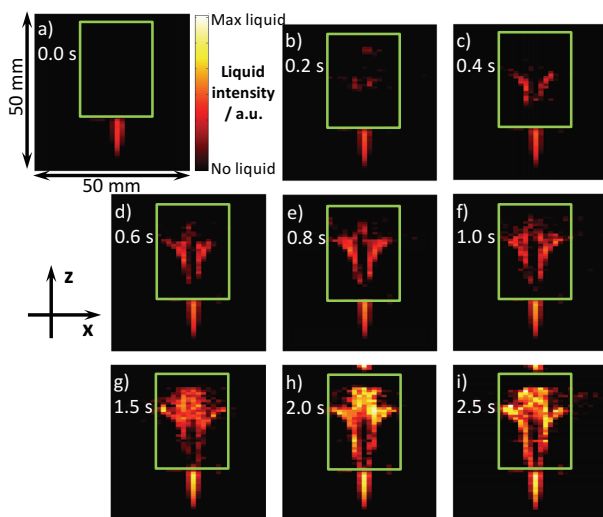 a)
0.0 s
50 mm
50 mm
Max liquid
Liquid
intensity
/ a.u.
No liquid
b)
0.2 s
c)
0.4 s
d)
0.6 s
e)
0.8 s
f)
1.0 s
z
x
g)
1.5 s
h)
2.0 s
i)
2.5 s